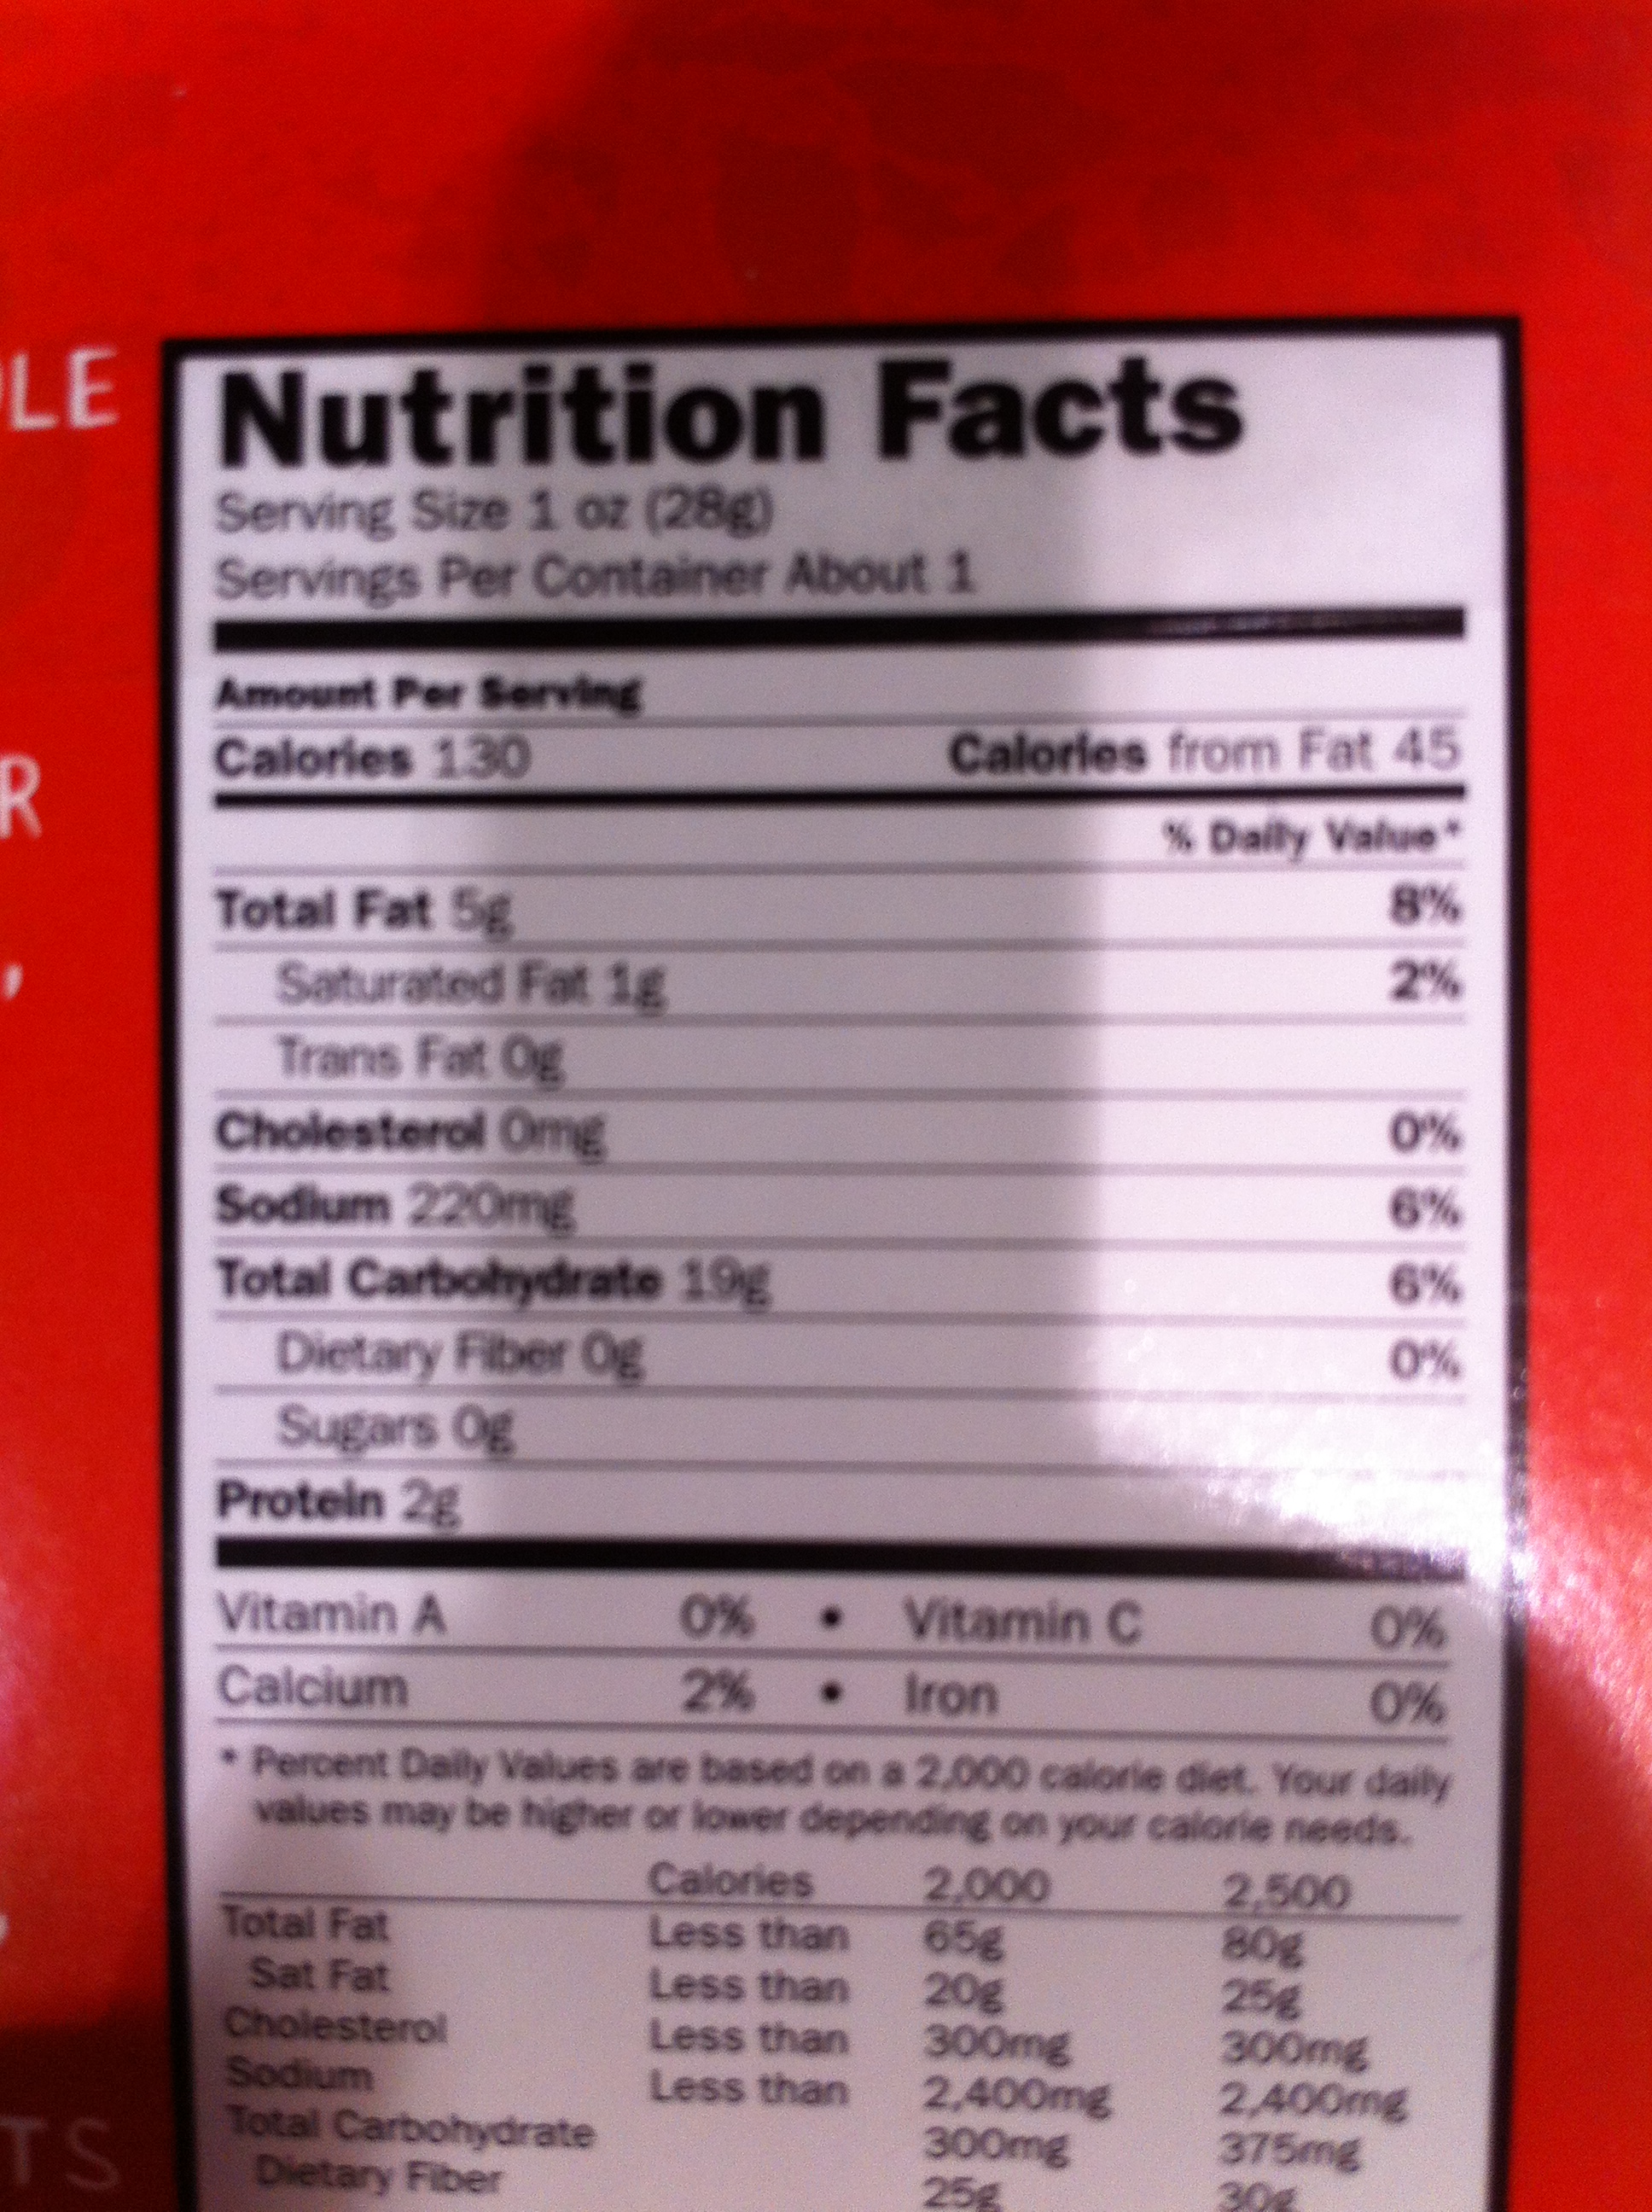 OLE
R
,
TS
Nutrition Facts
Serving Size 1 oz (28g)
Servings Per Container About 1
Amount Per Serving
Calories 130 Calories from Fat 45
% Daily Value*
Total Fat 5g 8%
Saturated Fat 1g 2%
Trans Fat 0g
Cholesterol 0mg 0%
Sodium 220mg 6%
Total Carbohydrate 19g 6%
Dietary Fiber 0g 0%
Sugars 0g
Protein 2g
Vitamin A 0% • Vitamin C 0%
Calcium 2% • Iron 0%
* Percent Daily Values are based on a 2,000 calorie diet. Your daily
values may be higher or lower depending on your calorie needs.
Calories 2,000 2,500
Total Fat Less than 65g 80g
Sat Fat Less than 20g 25g
Cholesterol Less than 300mg 300mg
Sodium Less than 2,400mg 2,400mg
Total Carbohydrate 300mg 375mg
Dietary Fiber 25g 30g